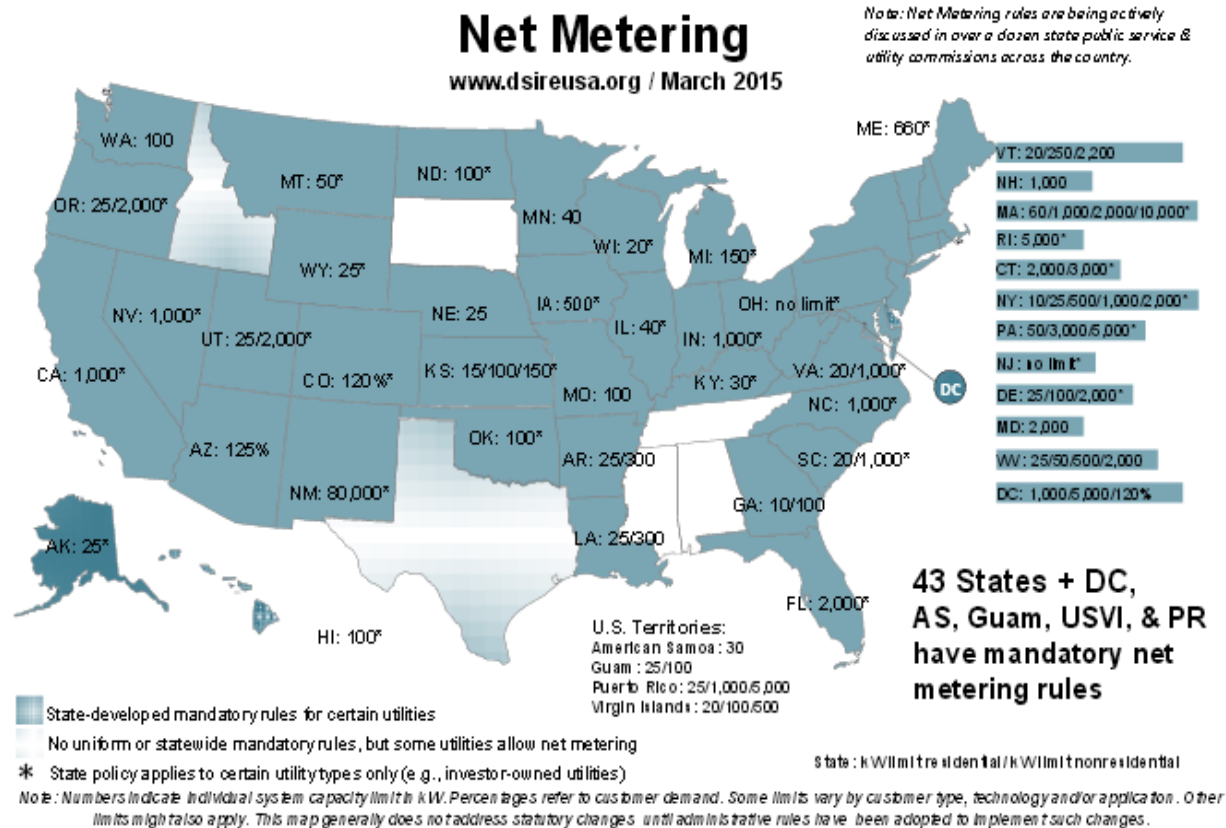 Net Metering
www.dsireusa.org / March 2015
Note: Net Metering rules are being actively
discussed in over a dozen state public service &
utility commissions across the country.
ME: 660*
WA: 100
MT: 50*
ND: 100*
OR: 25/2,000*
MN: 40
WI: 20*
MI: 150*
WY: 25*
NV: 1,000*
UT: 25/2,000*
NE: 25
IA: 500*
IL: 40*
IN: 1,000*
OH: no limit*
CA: 1,000*
CO: 120%*
KS: 15/100/150*
MO: 100
KY: 30*
VA: 20/1,000*
DC
NC: 1,000*
AZ: 125%
NM: 80,000*
OK: 100*
AR: 25/300
SC: 20/1,000*
GA: 10/100
LA: 25/300
AK: 25*
HI: 100*
FL: 2,000*
VT: 20/250/2,200
NH: 1,000
MA: 60/1,000/2,000/10,000*
RI: 5,000*
CT: 2,000/3,000*
NY: 10/25/500/1,000/2,000*
PA: 50/3,000/5,000*
NJ: no limit*
DE: 25/100/2,000*
MD: 2,000
WV: 25/50/500/2,000
DC: 1,000/5,000/120%
U.S. Territories:
American Samoa: 30
Guam: 25/100
Puerto Rico: 25/1,000/5,000
Virgin Islands: 20/100/500
43 States + DC,
AS, Guam, USVI, & PR
have mandatory net
metering rules
State-developed mandatory rules for certain utilities
No uniform or statewide mandatory rules, but some utilities allow net metering
* State policy applies to certain utility types only (e.g., investor-owned utilities)
State: kW limit residential/kW limit nonresidential
Note: Numbers indicate individual system capacity limit in kW. Percentages refer to customer demand. Some limits vary by customer type, technology and/or application. Other
limits might also apply. This map generally does not address statutory changes until administrative rules have been adopted to implement such changes.